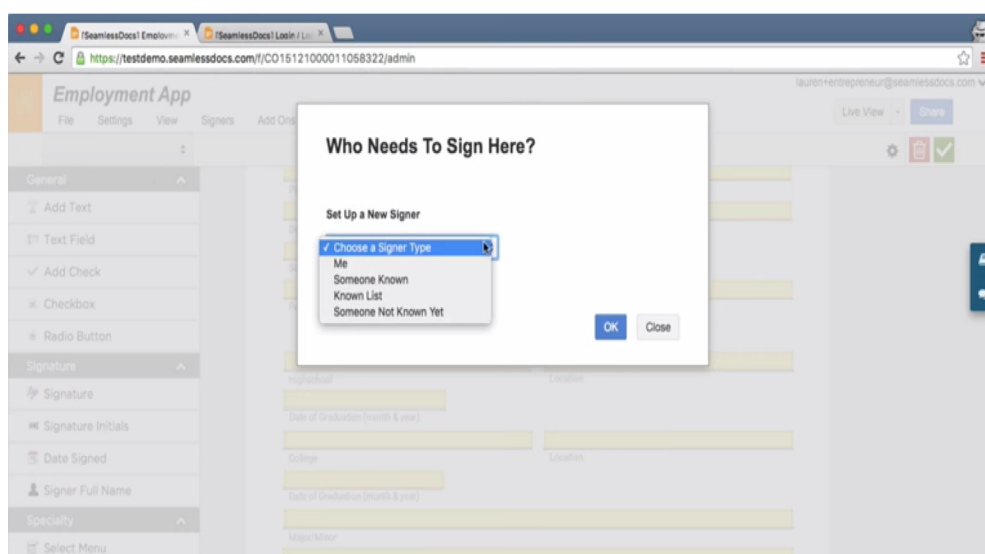 [SeamlessDocs] Employme
[SeamlessDocs] Login / Lo
https://testdemo.seamlessdocs.com/f/CO15121000011058322/admin
lauren+entrepreneur@seamlessdocs.com
Employment App
File Settings View Signers Add Ons
Live View
Share
Who Needs To Sign Here?
Set Up a New Signer
✓ Choose a Signer Type
Me
Someone Known
Known List
Someone Not Known Yet
OK
Close
General
Add Text
Text Field
Add Check
Checkbox
Radio Button
Signature
Signature
Signature Initials
Date Signed
Signer Full Name
Specialty
Select Menu
Highschool
Location
Date of Graduation (month & year)
College
Location
Date of Graduation (month & year)
Major/Minor